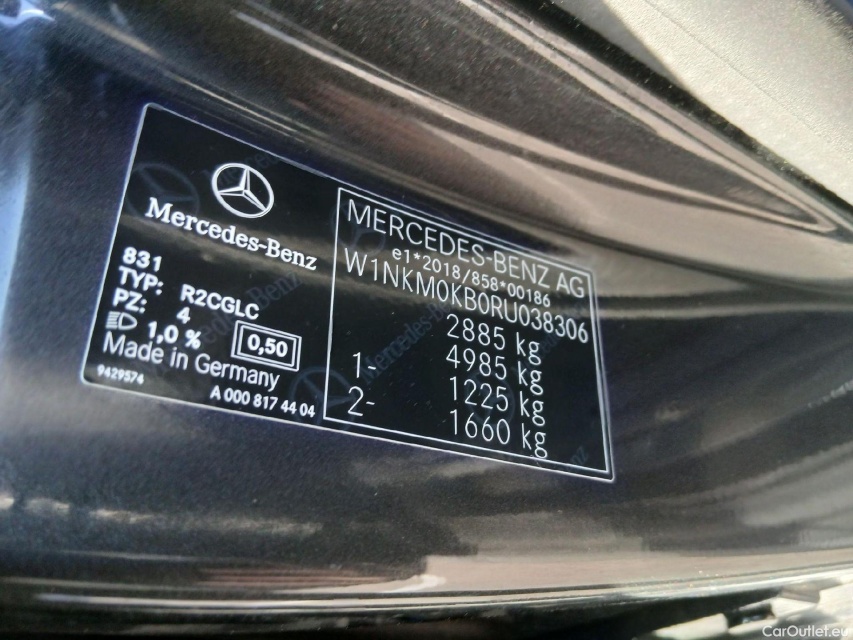 Mercedes-Benz
831
TYP: R2CGLC
PZ: 4
1,0 % 0,50
Made in Germany
9429574 A 000 817 44 04
MERCEDES-BENZ AG
e1*2018/858*00186
W1NKM0KB0RU038306
2885 kg
4985 kg
1- 1225 kg
2- 1660 kg
CarOutlet.eu